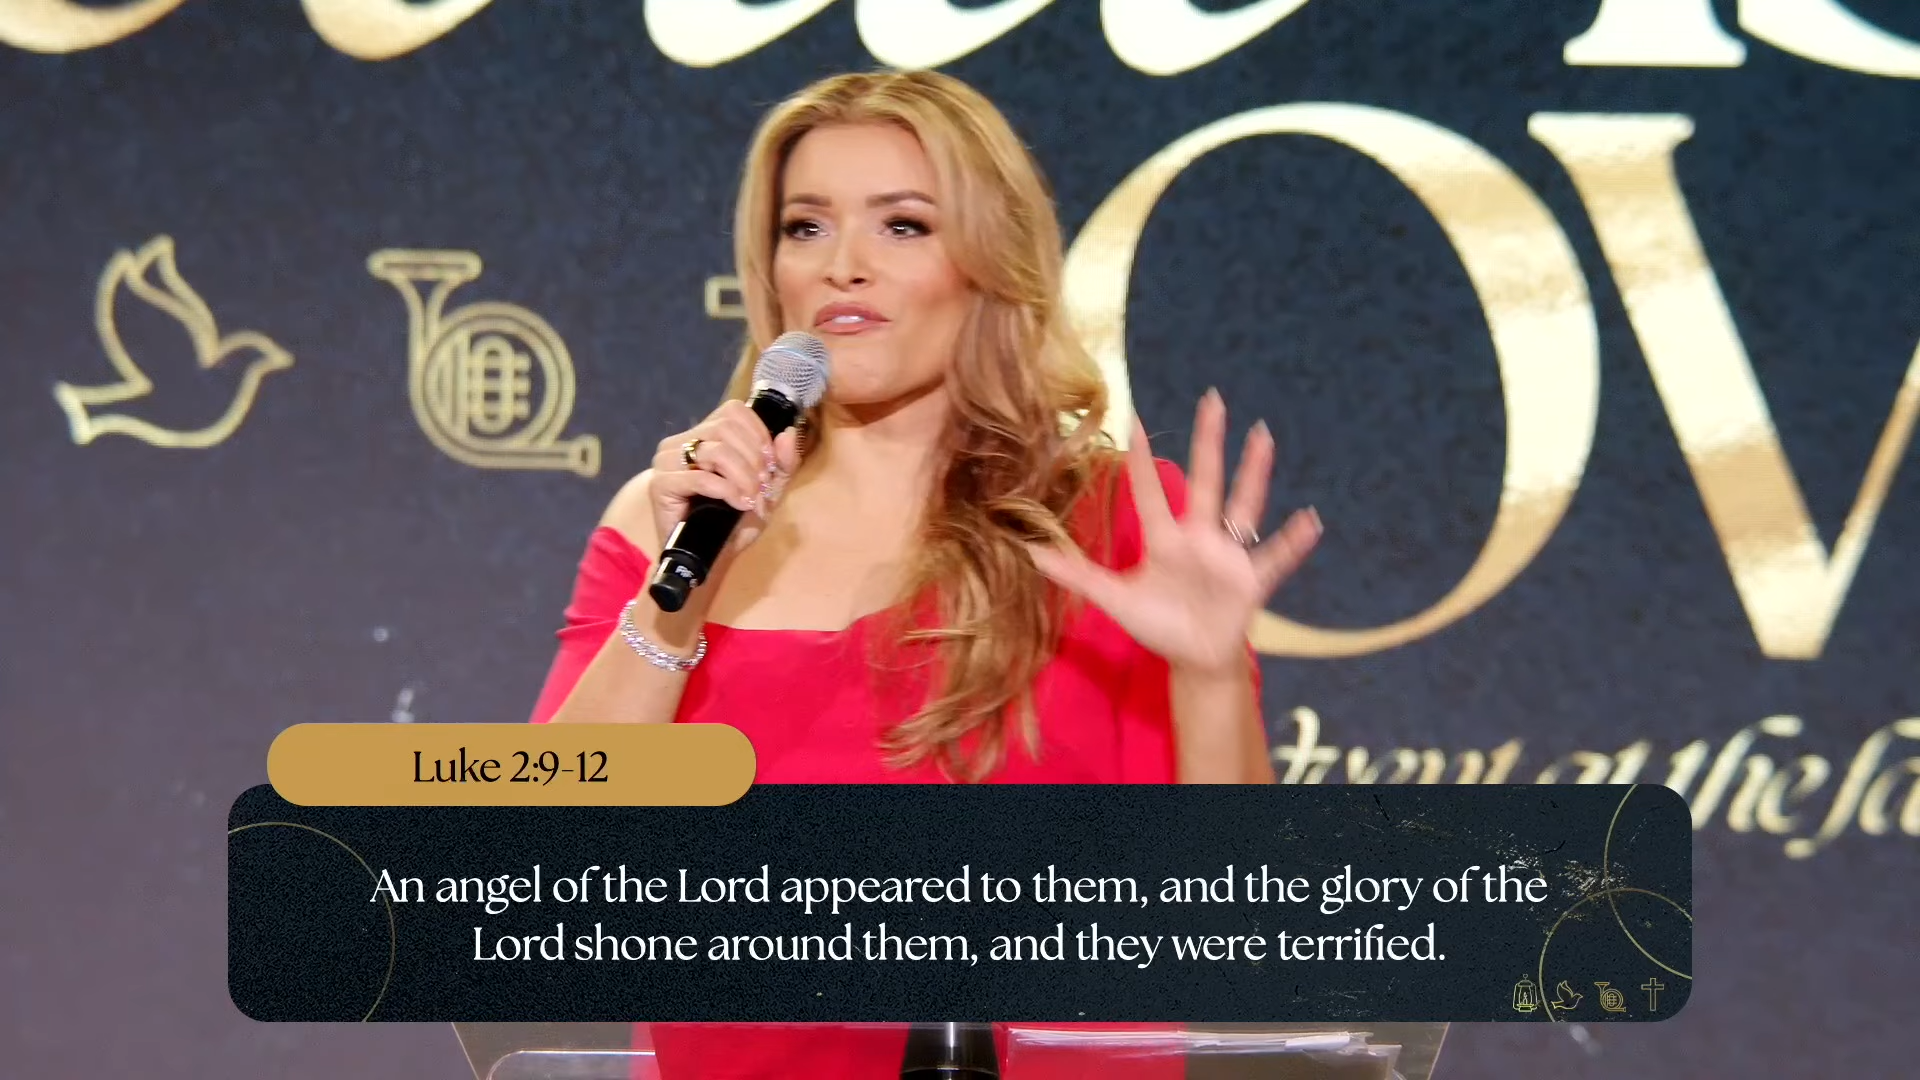 OV
Luke 2:9-12
An angel of the Lord appeared to them, and the glory of the
Lord shone around them, and they were terrified.